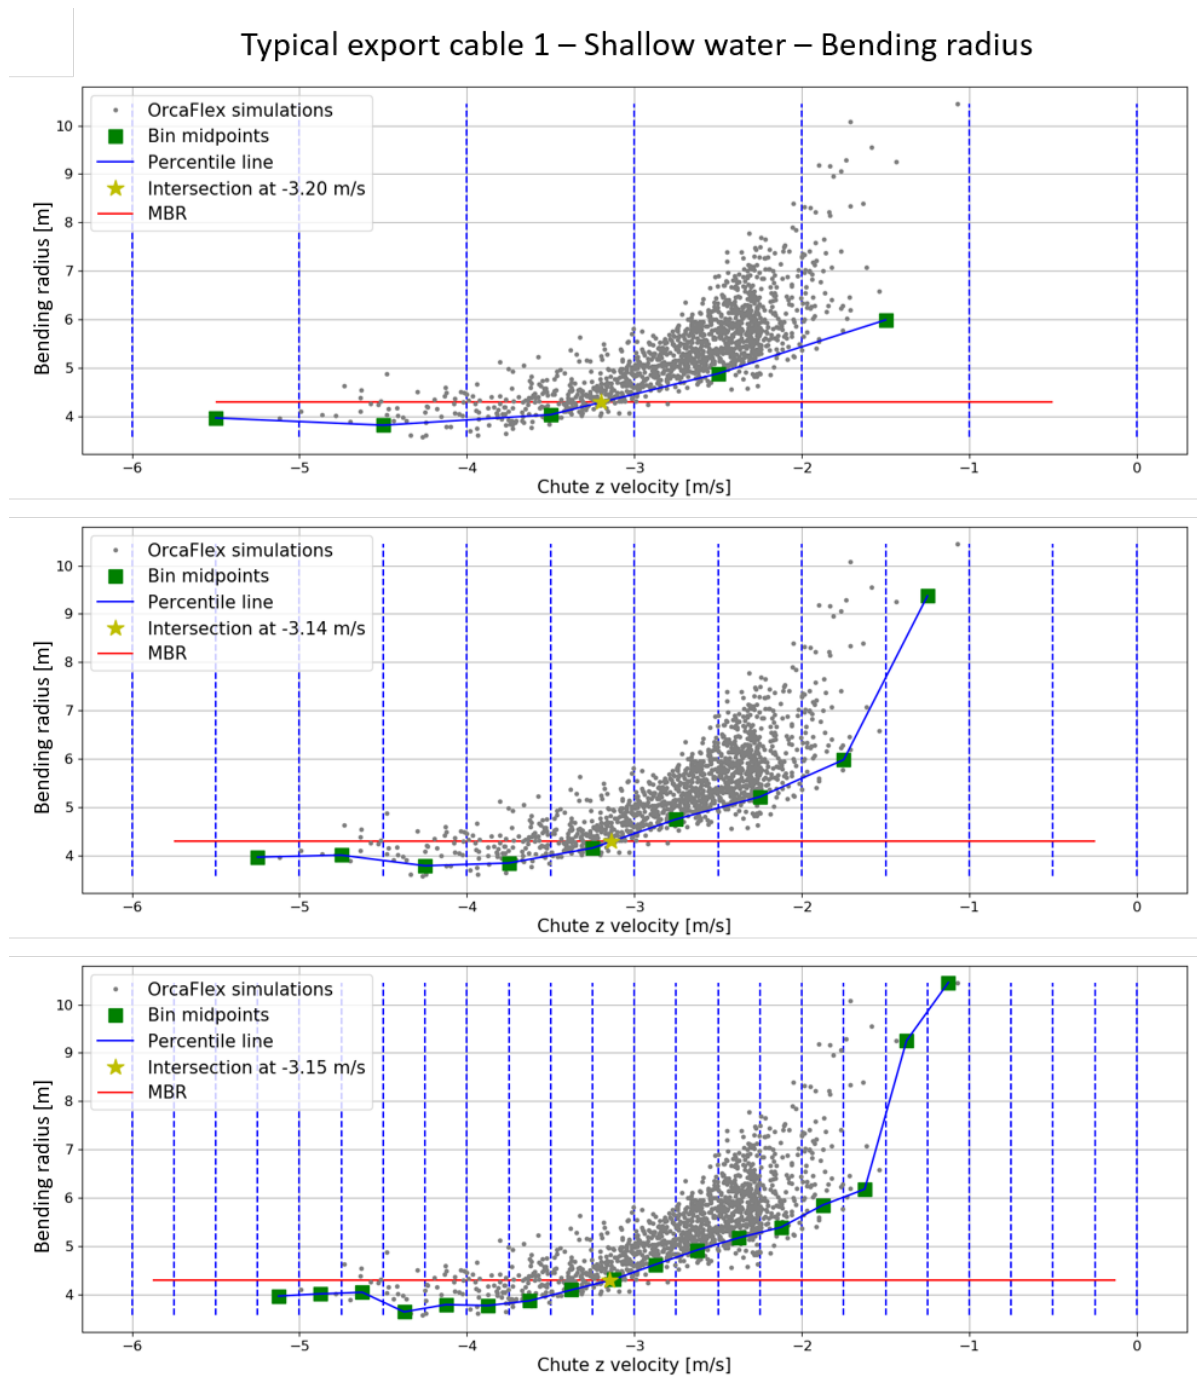 Typical export cable 1 – Shallow water – Bending radius
OrcaFlex simulations
Bin midpoints
Percentile line
Intersection at -3.20 m/s
MBR
10
9
8
7
6
5
4
Bending radius [m]
−6 −5 −4 −3 −2 −1 0
Chute z velocity [m/s]
OrcaFlex simulations
Bin midpoints
Percentile line
Intersection at -3.14 m/s
MBR
10
9
8
7
6
5
4
Bending radius [m]
−6 −5 −4 −3 −2 −1 0
Chute z velocity [m/s]
OrcaFlex simulations
Bin midpoints
Percentile line
Intersection at -3.15 m/s
MBR
10
9
8
7
6
5
4
Bending radius [m]
−6 −5 −4 −3 −2 −1 0
Chute z velocity [m/s]